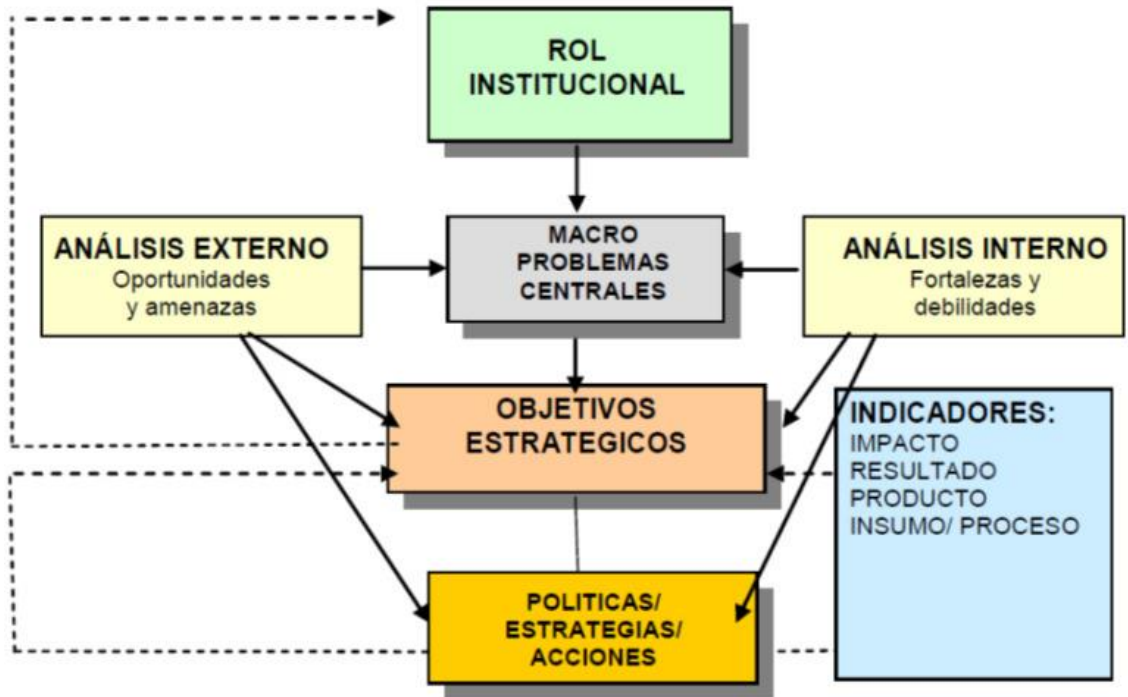 ROL
INSTITUCIONAL
ANÁLISIS EXTERNO
Oportunidades
y amenazas
MACRO
PROBLEMAS
CENTRALES
ANÁLISIS INTERNO
Fortalezas y
debilidades
OBJETIVOS
ESTRATEGICOS
INDICADORES:
IMPACTO
RESULTADO
PRODUCTO
INSUMO/ PROCESO
POLITICAS/
ESTRATEGIAS/
ACCIONES